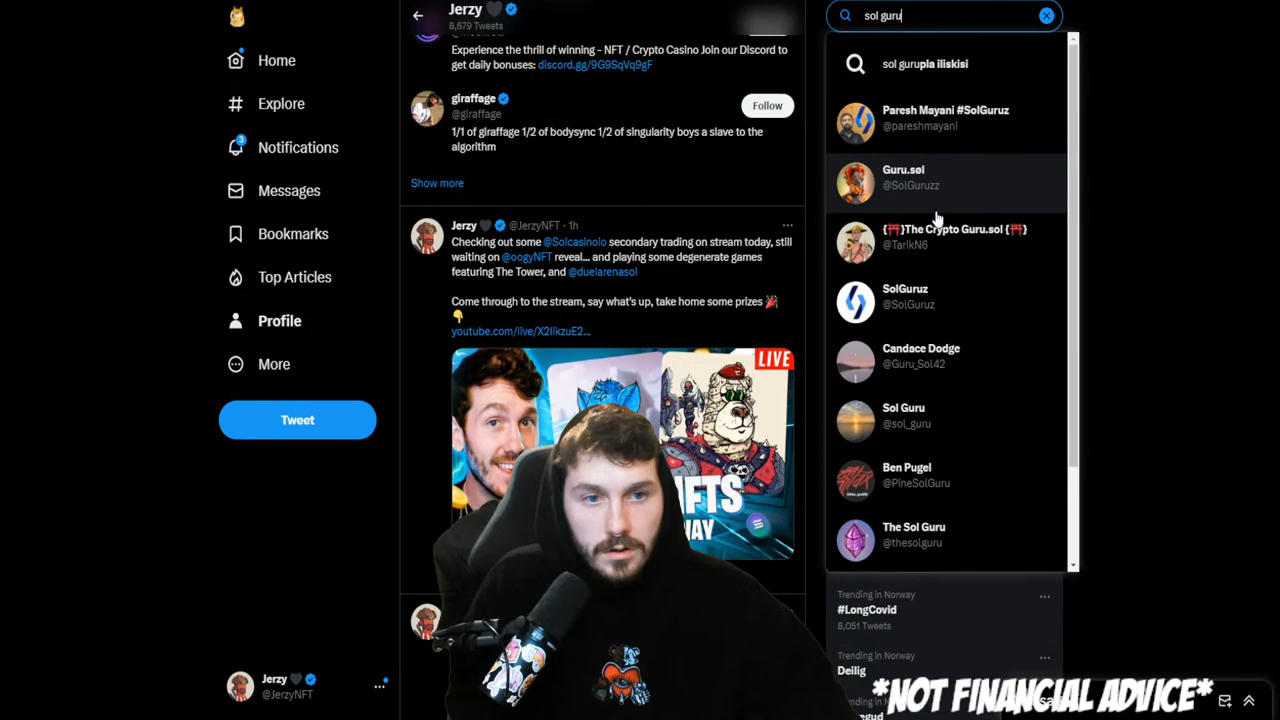 Home
Explore
3
Notifications
Messages
Bookmarks
Top Articles
Profile
More
Tweet
Jerzy
@JerzyNFT
Jerzy
8,679 Tweets
Experience the thrill of winning - NFT / Crypto Casino Join our Discord to
get daily bonuses: discord.gg/9G9SqVq9gF
giraffage
@giraffage
Follow
1/1 of giraffage 1/2 of bodysync 1/2 of singularity boys a slave to the
algorithm
Show more
Jerzy @JerzyNFT · 1h
Checking out some @Solcasinoio secondary trading on stream today, still
waiting on @oogyNFT reveal... and playing some degenerate games
featuring The Tower, and @duelarenasol
Come through to the stream, say what's up, take home some prizes
youtube.com/live/X2IikzuE2...
LIVE
sol guru
sol gurupla iliskisi
Paresh Mayani #SolGuruz
@pareshmayani
Guru.søl
@SolGuruzz
{⛩️}The Crypto Guru.sol {⛩️}
@TarikN6
SolGuruz
@SolGuruz
Candace Dodge
@Guru_Sol42
Sol Guru
@sol_guru
Ben Pugel
@PineSolGuru
The Sol Guru
@thesolguru
Trending in Norway
#LongCovid
8,051 Tweets
Trending in Norway
Deilig
*NOT FINANCIAL ADVICE*